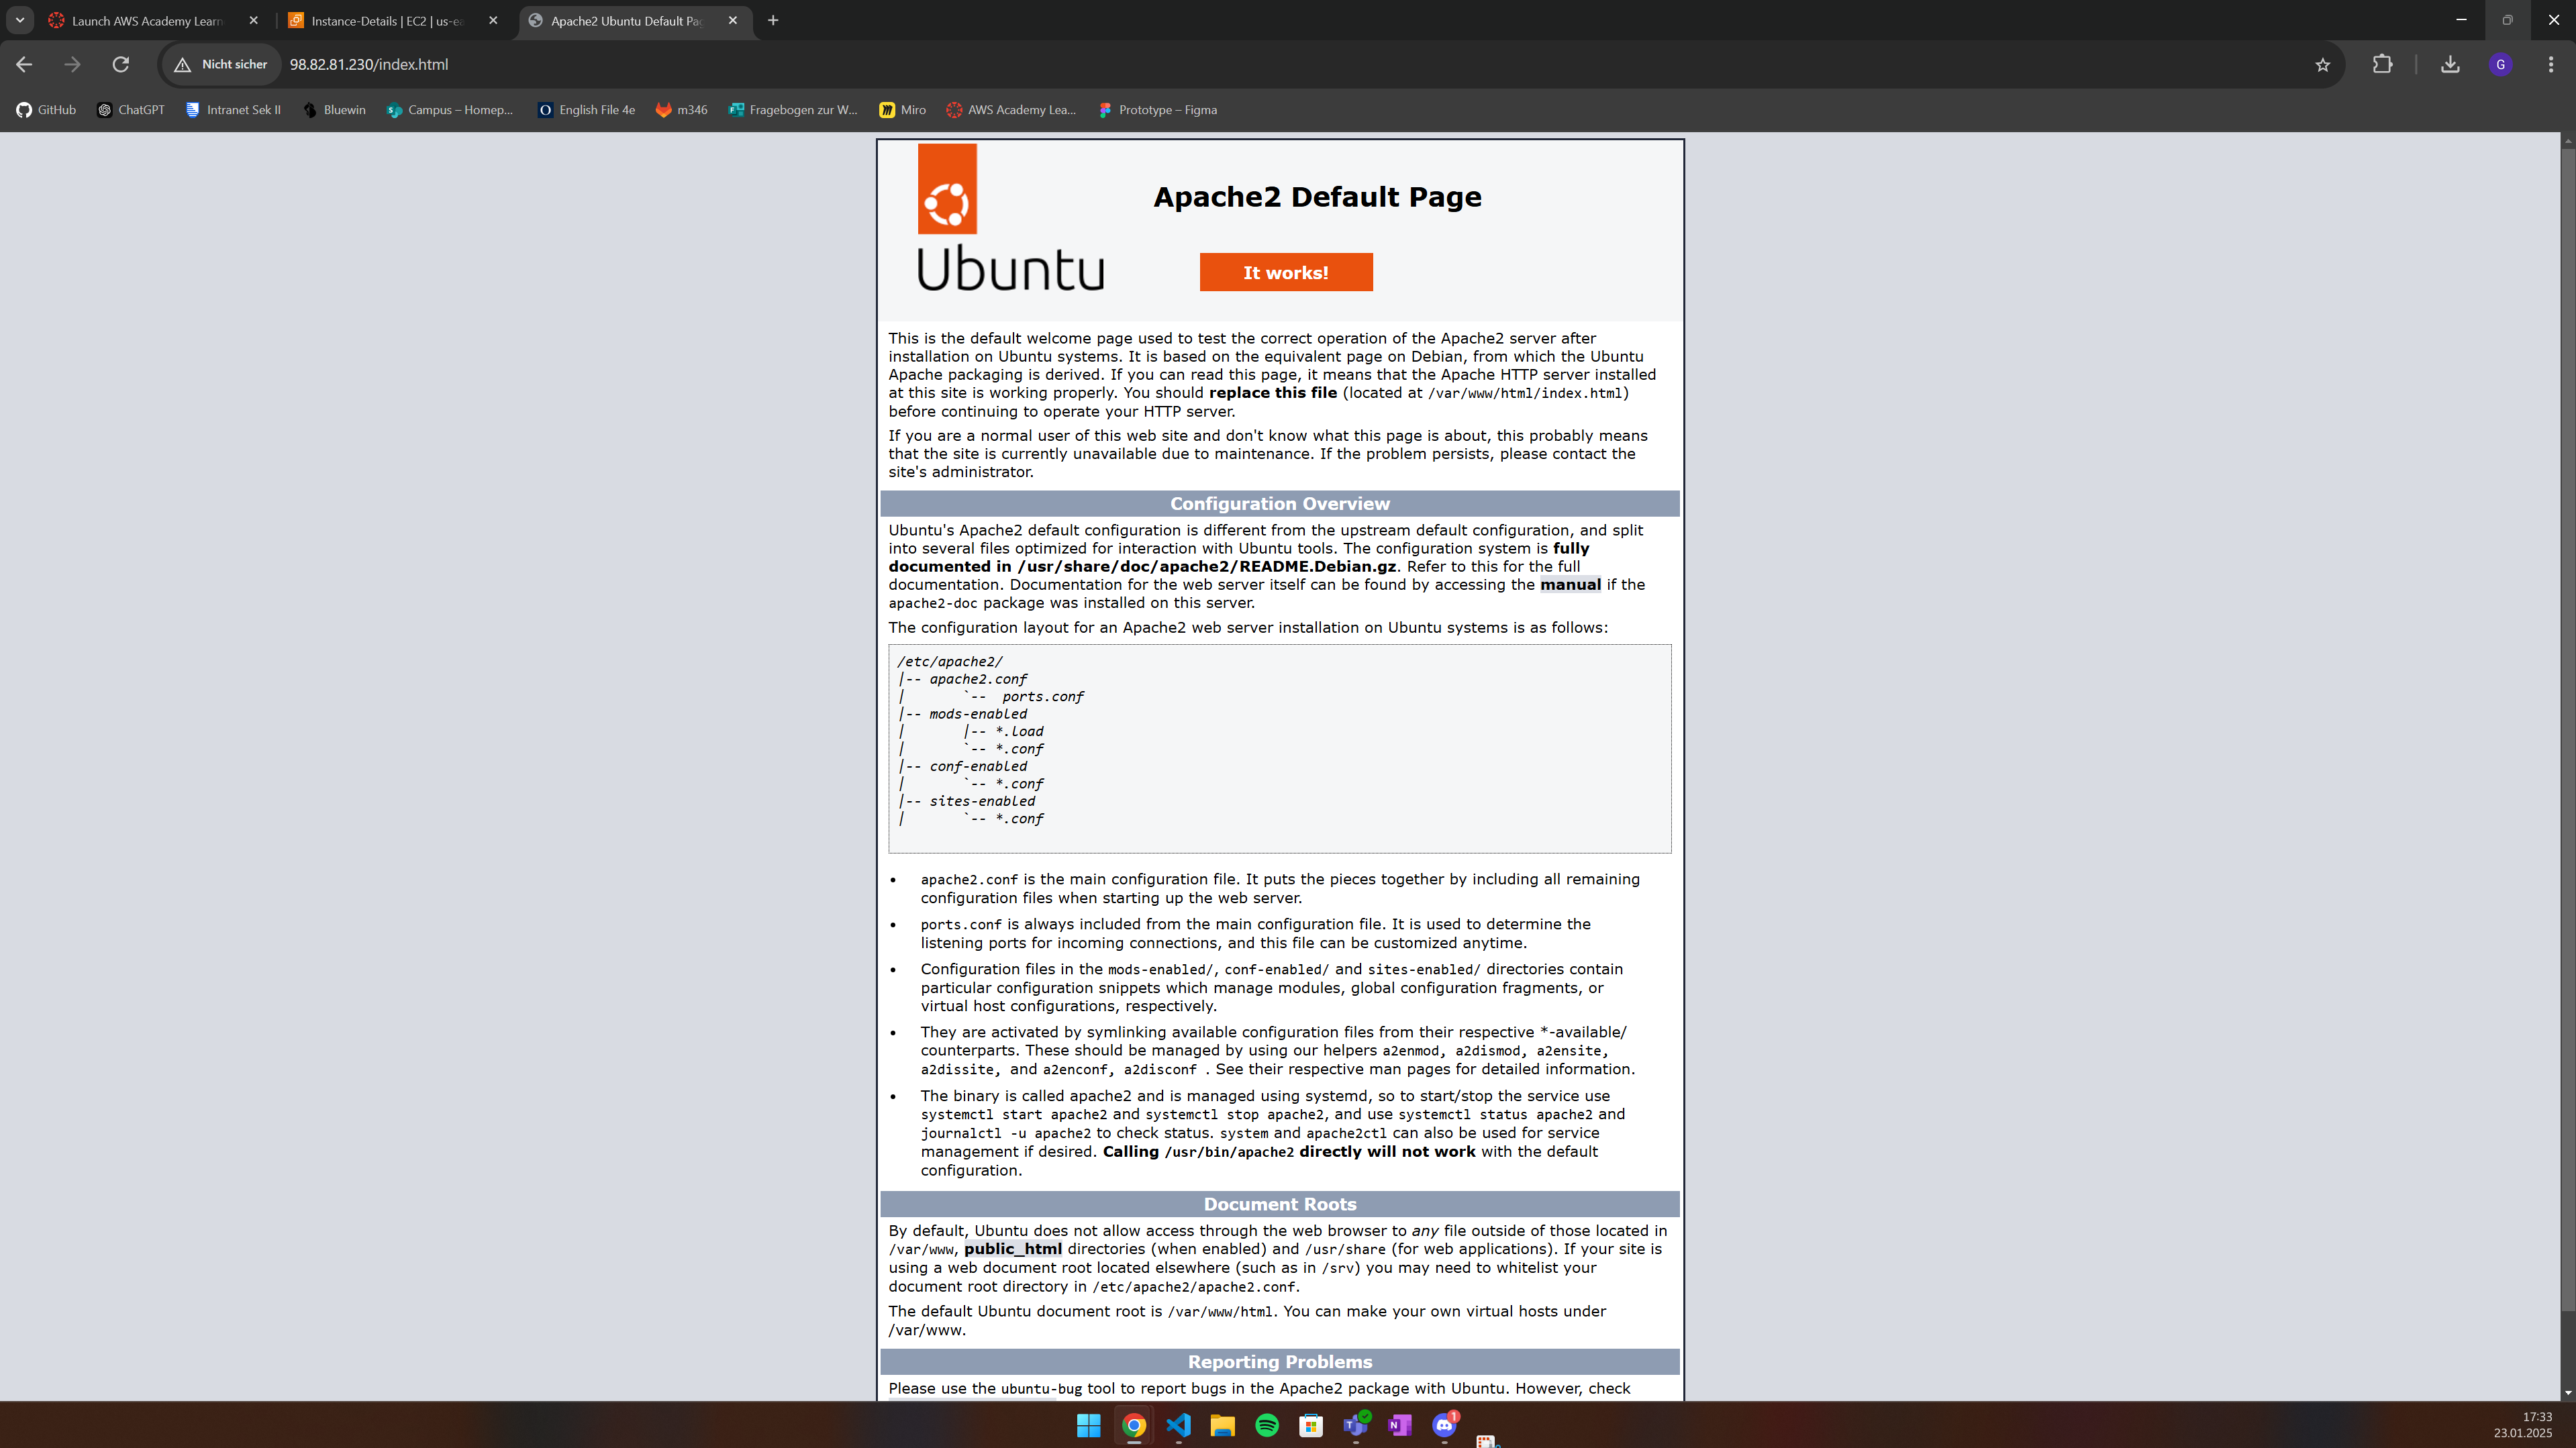 Launch AWS Academy Learn
Instance-Details | EC2 | us-ea
Apache2 Ubuntu Default Pag
Nicht sicher
98.82.81.230/index.html
G
GitHub
ChatGPT
Intranet Sek II
Bluewin
Campus – Homep...
English File 4e
m346
Fragebogen zur W...
Miro
AWS Academy Lea...
Prototype – Figma
Ubuntu
Apache2 Default Page
It works!
This is the default welcome page used to test the correct operation of the Apache2 server after
installation on Ubuntu systems. It is based on the equivalent page on Debian, from which the Ubuntu
Apache packaging is derived. If you can read this page, it means that the Apache HTTP server installed
at this site is working properly. You should replace this file (located at /var/www/html/index.html)
before continuing to operate your HTTP server.
If you are a normal user of this web site and don't know what this page is about, this probably means
that the site is currently unavailable due to maintenance. If the problem persists, please contact the
site's administrator.
Configuration Overview
Ubuntu's Apache2 default configuration is different from the upstream default configuration, and split
into several files optimized for interaction with Ubuntu tools. The configuration system is fully
documented in /usr/share/doc/apache2/README.Debian.gz. Refer to this for the full
documentation. Documentation for the web server itself can be found by accessing the manual if the
apache2-doc package was installed on this server.
The configuration layout for an Apache2 web server installation on Ubuntu systems is as follows:
/etc/apache2/
|-- apache2.conf
|       `--  ports.conf
|-- mods-enabled
|       |-- *.load
|       `-- *.conf
|-- conf-enabled
|       `-- *.conf
|-- sites-enabled
|       `-- *.conf
• apache2.conf is the main configuration file. It puts the pieces together by including all remaining
configuration files when starting up the web server.
• ports.conf is always included from the main configuration file. It is used to determine the
listening ports for incoming connections, and this file can be customized anytime.
• Configuration files in the mods-enabled/, conf-enabled/ and sites-enabled/ directories contain
particular configuration snippets which manage modules, global configuration fragments, or
virtual host configurations, respectively.
• They are activated by symlinking available configuration files from their respective *-available/
counterparts. These should be managed by using our helpers a2enmod, a2dismod, a2ensite,
a2dissite, and a2enconf, a2disconf . See their respective man pages for detailed information.
• The binary is called apache2 and is managed using systemd, so to start/stop the service use
systemctl start apache2 and systemctl stop apache2, and use systemctl status apache2 and
journalctl -u apache2 to check status. system and apache2ctl can also be used for service
management if desired. Calling /usr/bin/apache2 directly will not work with the default
configuration.
Document Roots
By default, Ubuntu does not allow access through the web browser to any file outside of those located in
/var/www, public_html directories (when enabled) and /usr/share (for web applications). If your site is
using a web document root located elsewhere (such as in /srv) you may need to whitelist your
document root directory in /etc/apache2/apache2.conf.
The default Ubuntu document root is /var/www/html. You can make your own virtual hosts under
/var/www.
Reporting Problems
Please use the ubuntu-bug tool to report bugs in the Apache2 package with Ubuntu. However, check
1
17:33
23.01.2025